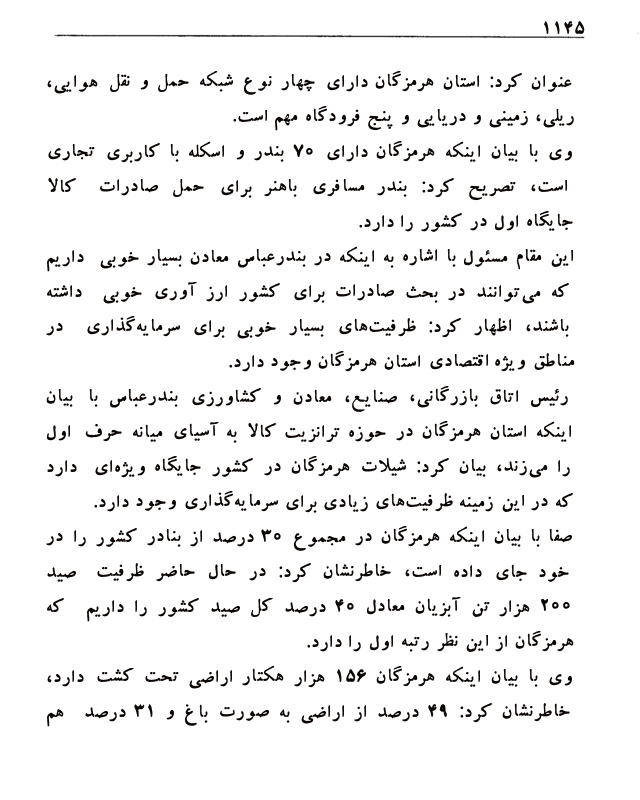 ۱۱۴۵
عنوان کرد: استان هرمزگان دارای چهار نوع شبکه حمل و نقل هوایی،
ریلی، زمینی و دریایی و پنج فرودگاه مهم است.
وی با بیان اینکه هرمزگان دارای ۷۰ بندر و اسکله با کاربری تجاری
است، تصریح کرد: بندر مسافری باهنر برای حمل صادرات کالا
جایگاه اول در کشور را دارد.
این مقام مسئول با اشاره به اینکه در بندرعباس معادن بسیار خوبی داریم
که می‌توانند در بحث صادرات برای کشور ارز آوری خوبی داشته
باشند، اظهار کرد: ظرفیت‌های بسیار خوبی برای سرمایه‌گذاری در
مناطق ویژه اقتصادی استان هرمزگان وجود دارد.
رئیس اتاق بازرگانی، صنایع، معادن و کشاورزی بندرعباس با بیان
اینکه استان هرمزگان در حوزه ترانزیت کالا به آسیای میانه حرف اول
را می‌زند، بیان کرد: شیلات هرمزگان در کشور جایگاه ویژه‌ای دارد
که در این زمینه ظرفیت‌های زیادی برای سرمایه‌گذاری وجود دارد.
صفا با بیان اینکه هرمزگان در مجموع ۳۰ درصد از بنادر کشور را در
خود جای داده است، خاطرنشان کرد: در حال حاضر ظرفیت صید
۲۰۰ هزار تن آبزیان معادل ۴۰ درصد کل صید کشور را داریم که
هرمزگان از این نظر رتبه اول را دارد.
وی با بیان اینکه هرمزگان ۱۵۶ هزار هکتار اراضی تحت کشت دارد،
خاطرنشان کرد: ۴۹ درصد از اراضی به صورت باغ و ۳۱ درصد هم